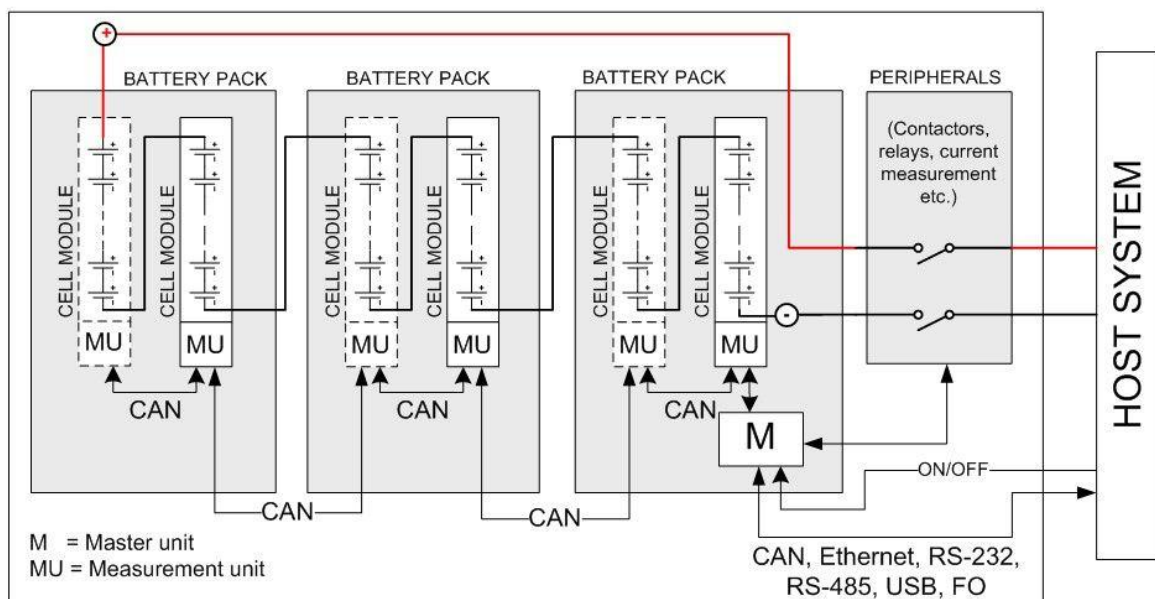 +
BATTERY PACK
BATTERY PACK
BATTERY PACK
PERIPHERALS
(Contactors,
relays, current
measurement
etc.)
CELL MODULE
CELL MODULE
CELL MODULE
CELL MODULE
CELL MODULE
CELL MODULE
HOST SYSTEM
-
MU
MU
MU
MU
MU
MU
CAN
CAN
CAN
M
ON/OFF
CAN
CAN
M = Master unit
MU = Measurement unit
CAN, Ethernet, RS-232,
RS-485, USB, FO